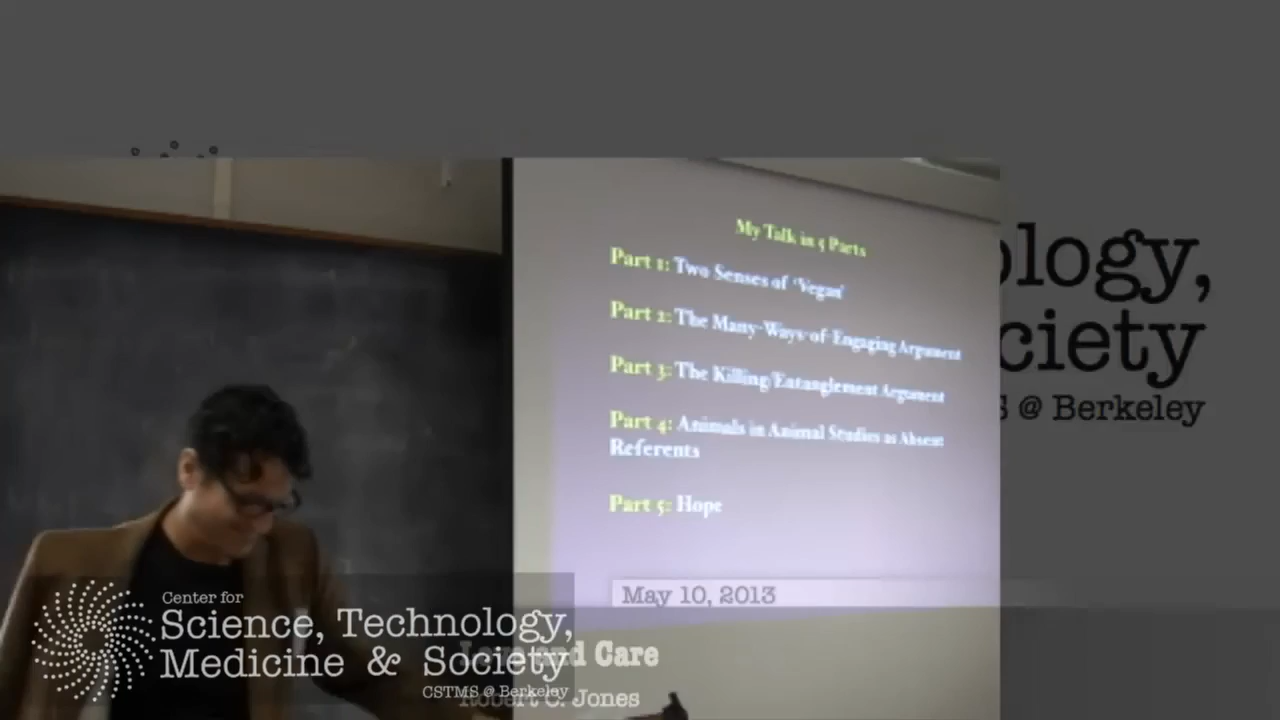 My Talk in 5 Parts
Part 1: Two Senses of 'Vegan'
Part 2: The Many-Ways-of-Engaging Argument
Part 3: The Killing/Entanglement Argument
Part 4: Animals in Animal Studies as Absent
Referents
Part 5: Hope
ology,
ciety
S @ Berkeley
May 10, 2013
Center for
Science, Technology,
Medicine & Society
CSTMS @ Berkeley
and Care
Robert C. Jones